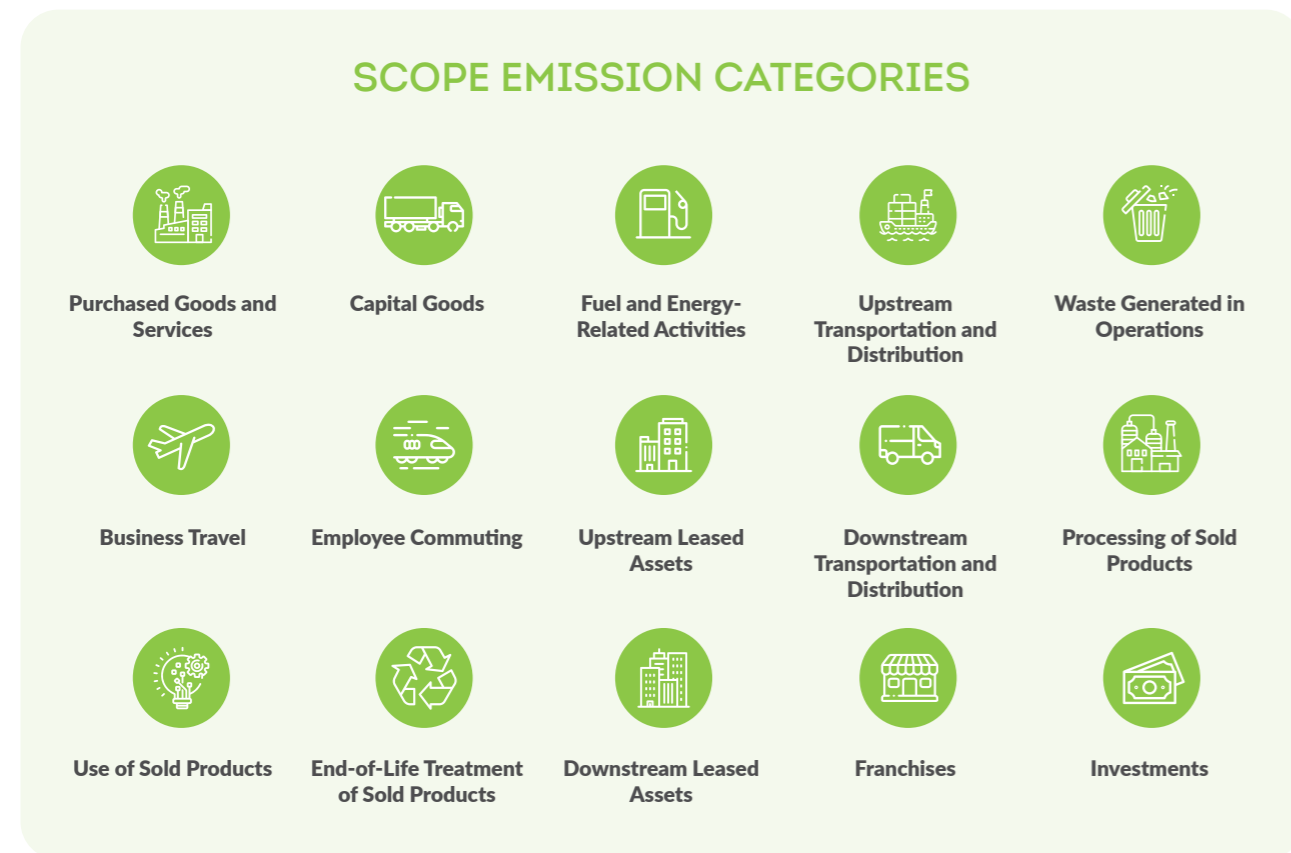 SCOPE EMISSION CATEGORIES
Purchased Goods and
Services
Capital Goods
Fuel and Energy-
Related Activities
Upstream
Transportation and
Distribution
Waste Generated in
Operations
Business Travel
Employee Commuting
Upstream Leased
Assets
Downstream
Transportation and
Distribution
Processing of Sold
Products
Use of Sold Products
End-of-Life Treatment
of Sold Products
Downstream Leased
Assets
Franchises
Investments